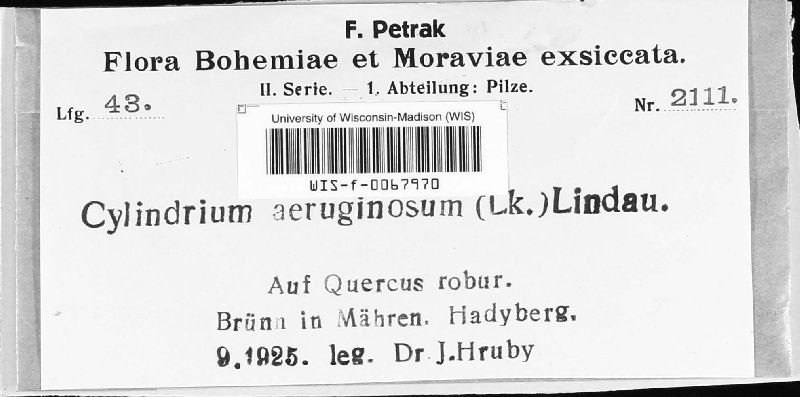 F. Petrak
Flora Bohemiae et Moraviae exsiccata.
II. Serie. — 1. Abteilung: Pilze.
Lfg. 43.
Nr. 2111.
University of Wisconsin-Madison (WIS)
WIS-f-0067970
Cylindrium aeruginosum (Lk.) Lindau.
Auf Quercus robur.
Brünn in Mähren. Hadyberg.
9.1925. leg. Dr. J.Hruby